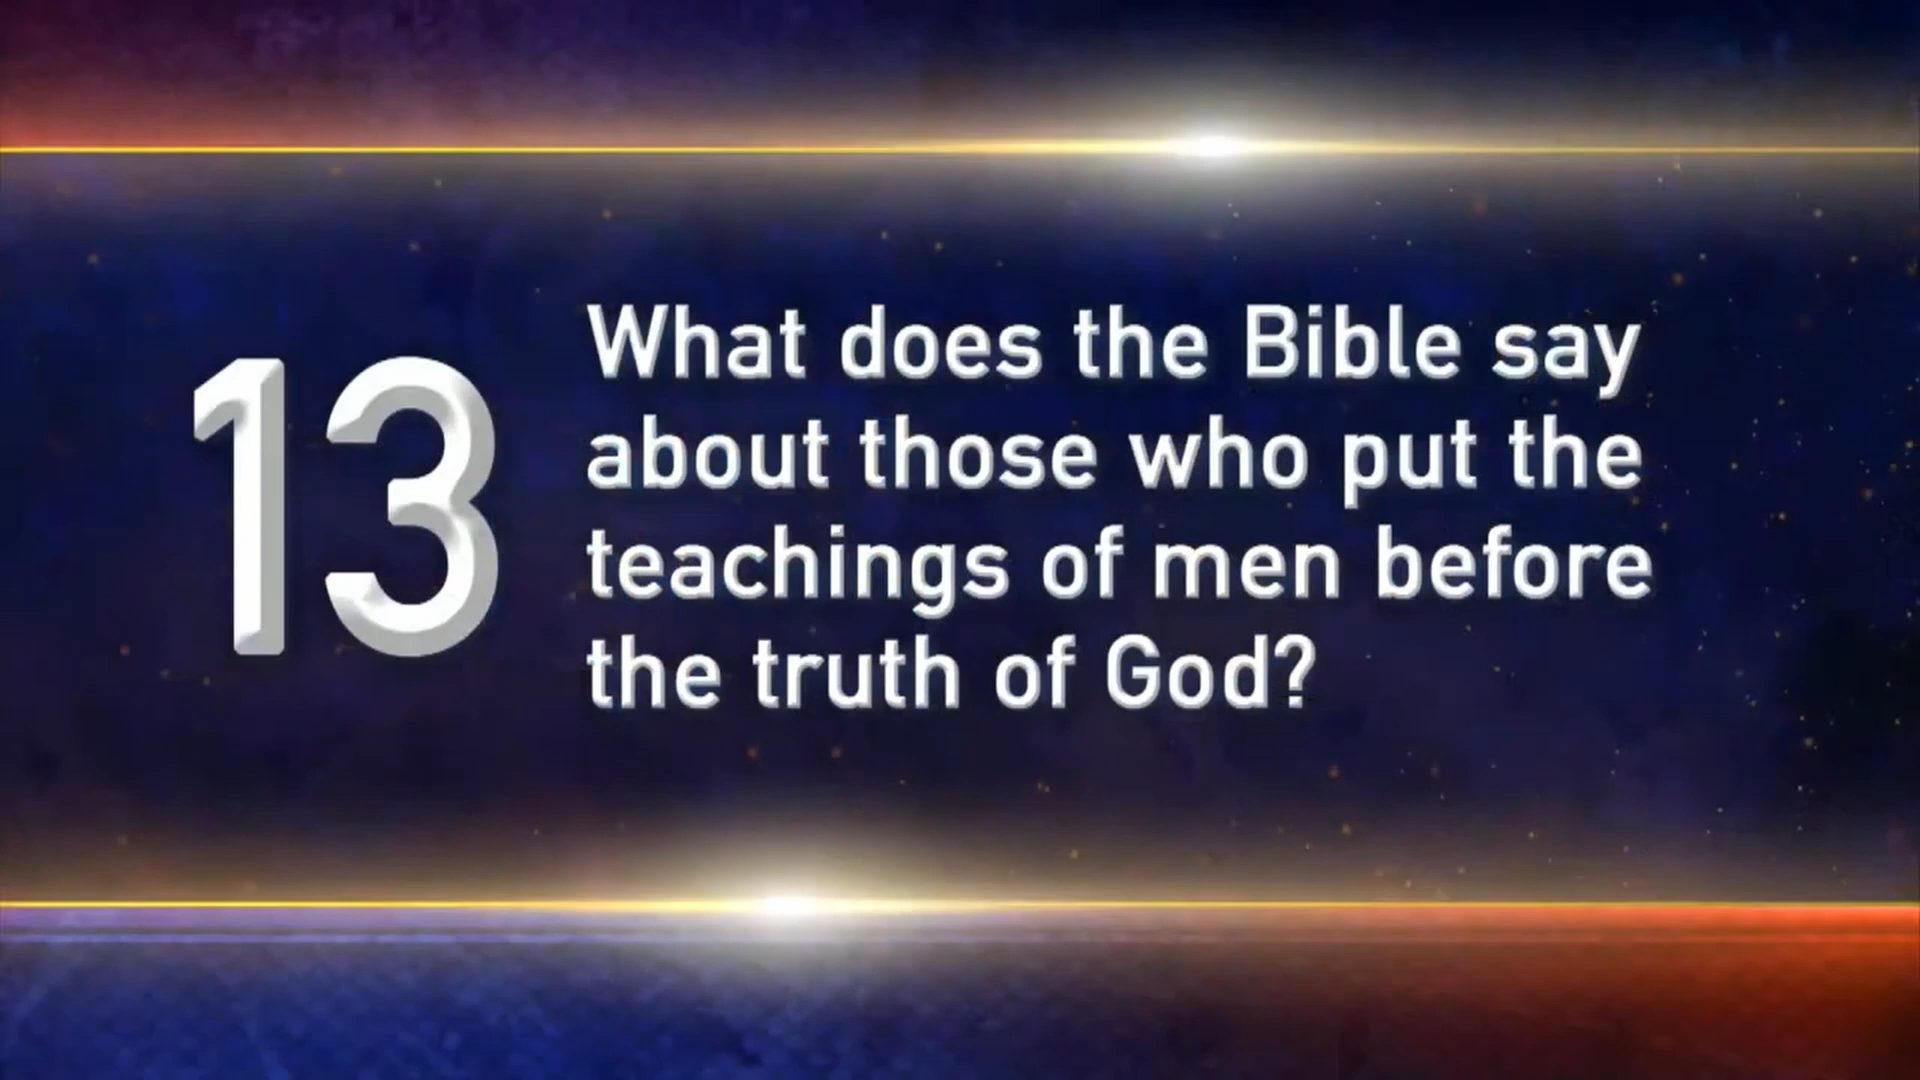 13
What does the Bible say
about those who put the
teachings of men before
the truth of God?